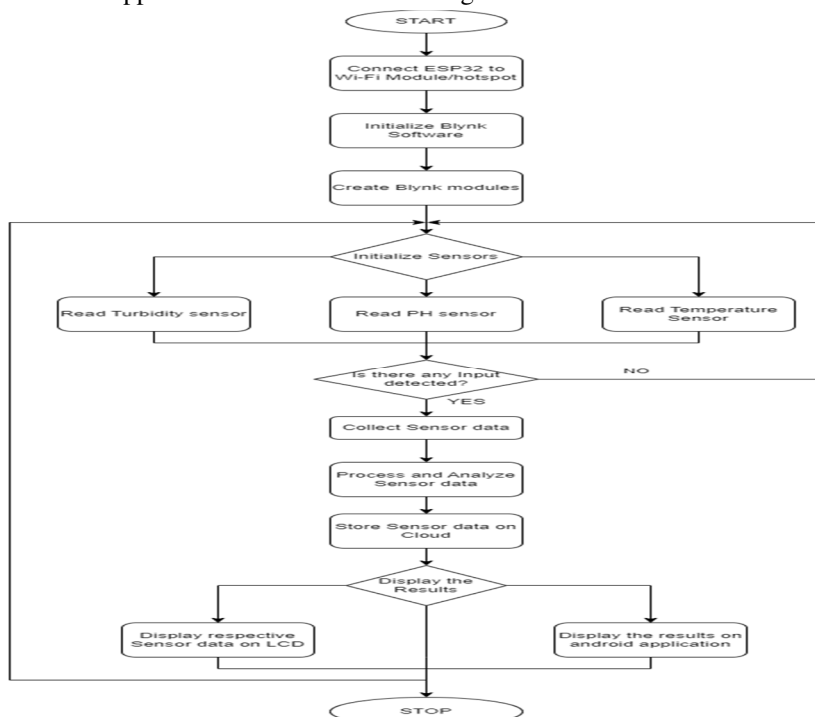 START
Connect ESP32 to
Wi-Fi Module/hotspot
Initialize Blynk
Software
Create Blynk modules
Initialize Sensors
Read Turbidity sensor
Read PH sensor
Read Temperature
Sensor
Is there any Input
detected?
NO
YES
Collect Sensor data
Process and Analyze
Sensor data
Store Sensor data on
Cloud
Display the
Results
Display respective
Sensor data on LCD
Display the results on
android application
STOP